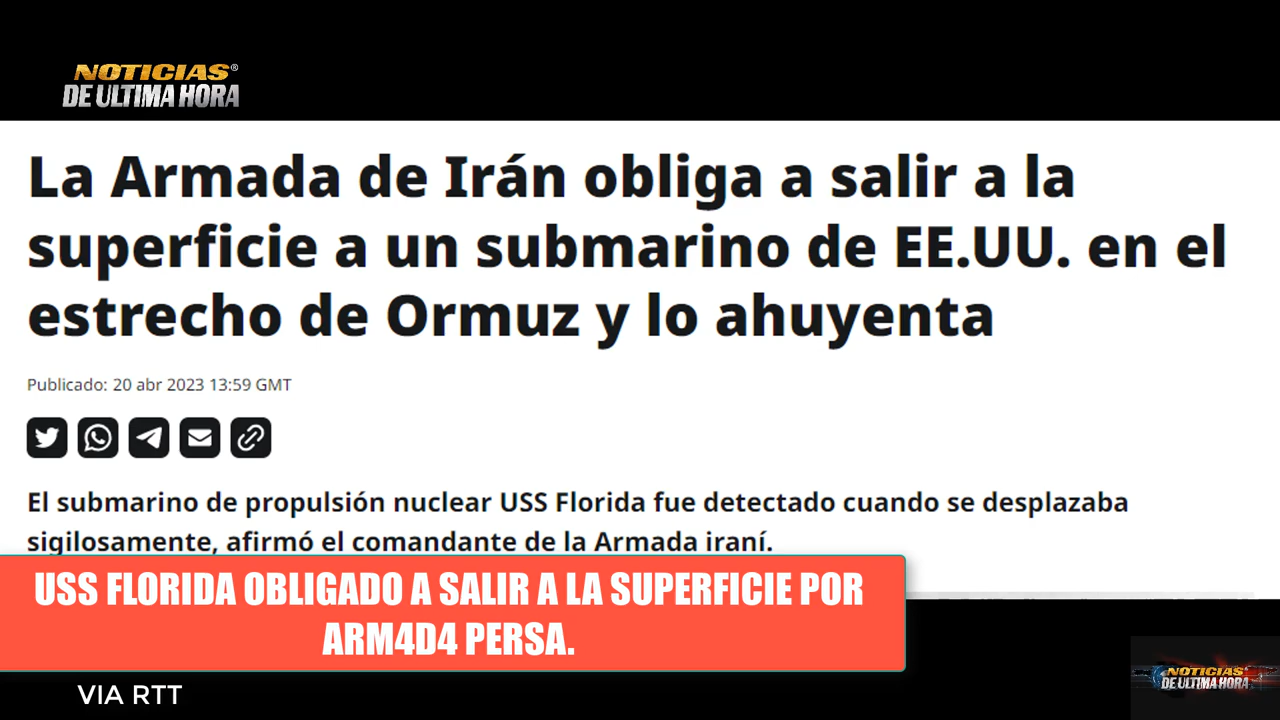 NOTICIAS®
DE ULTIMA HORA
La Armada de Irán obliga a salir a la
superficie a un submarino de EE.UU. en el
estrecho de Ormuz y lo ahuyenta
Publicado: 20 abr 2023 13:59 GMT
El submarino de propulsión nuclear USS Florida fue detectado cuando se desplazaba
sigilosamente, afirmó el comandante de la Armada iraní.
USS FLORIDA OBLIGADO A SALIR A LA SUPERFICIE POR
ARM4D4 PERSA.
VIA RTT
NOTICIAS
DE ULTIMA HORA